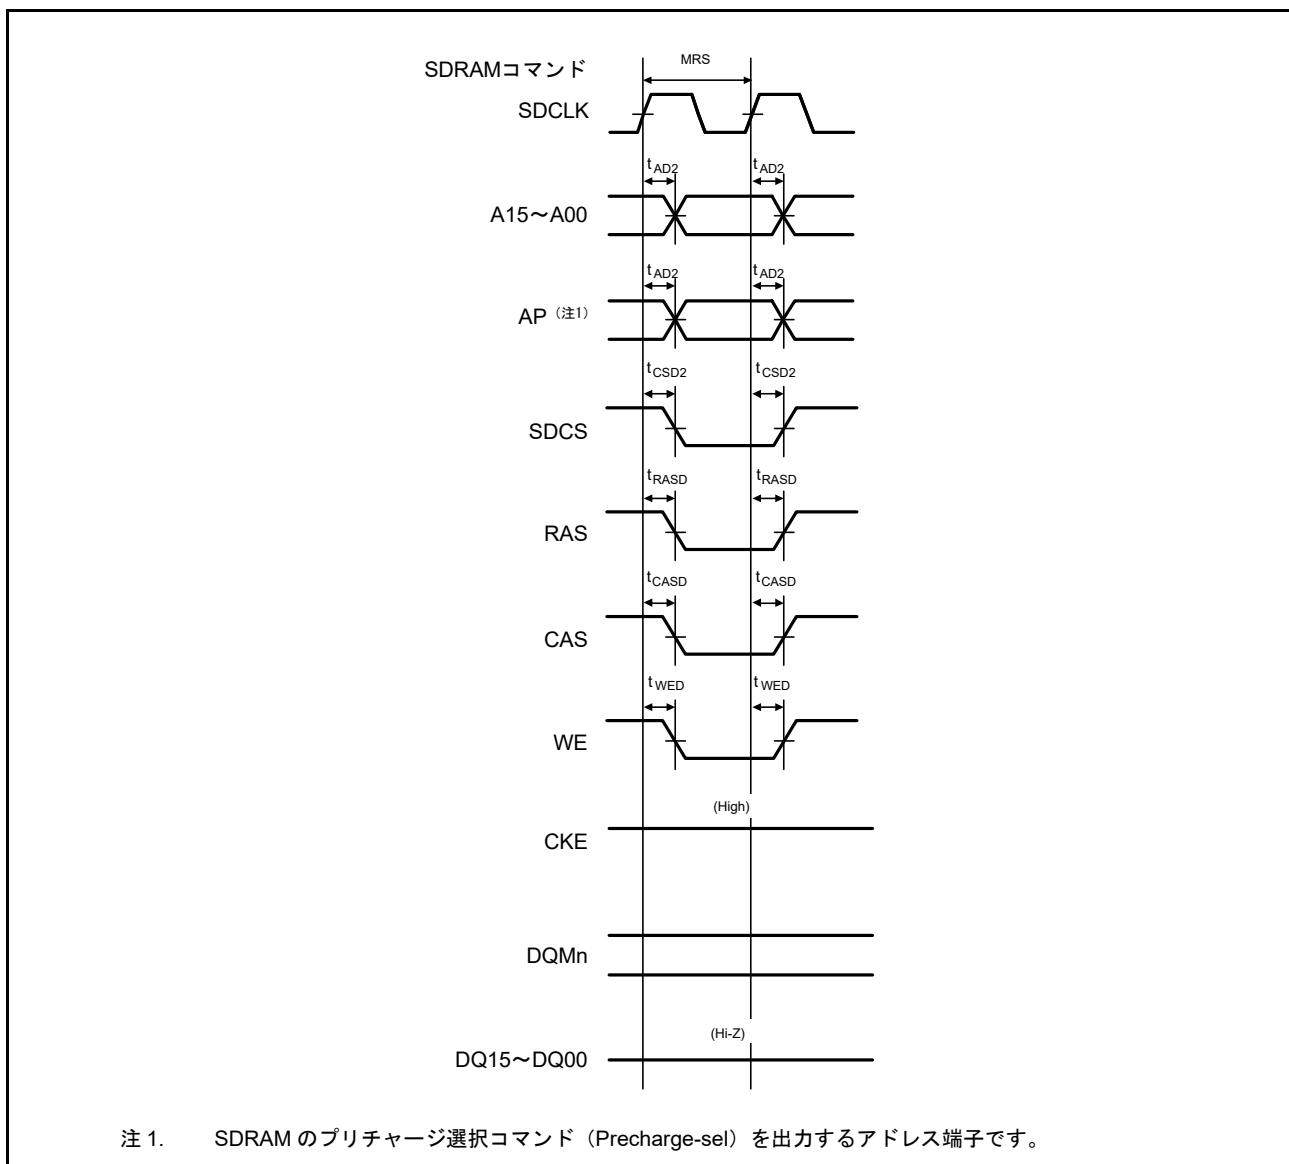 SDRAMコマンド MRS
SDCLK
tAD2 tAD2
A15～A00
tAD2 tAD2
AP（注1）
tCSD2 tCSD2
SDCS
tRASD tRASD
RAS
tCASD tCASD
CAS
tWED tWED
WE
(High)
CKE
DQMn
(Hi-Z)
DQ15～DQ00
注 1. SDRAM のプリチャージ選択コマンド（Precharge-sel）を出力するアドレス端子です。